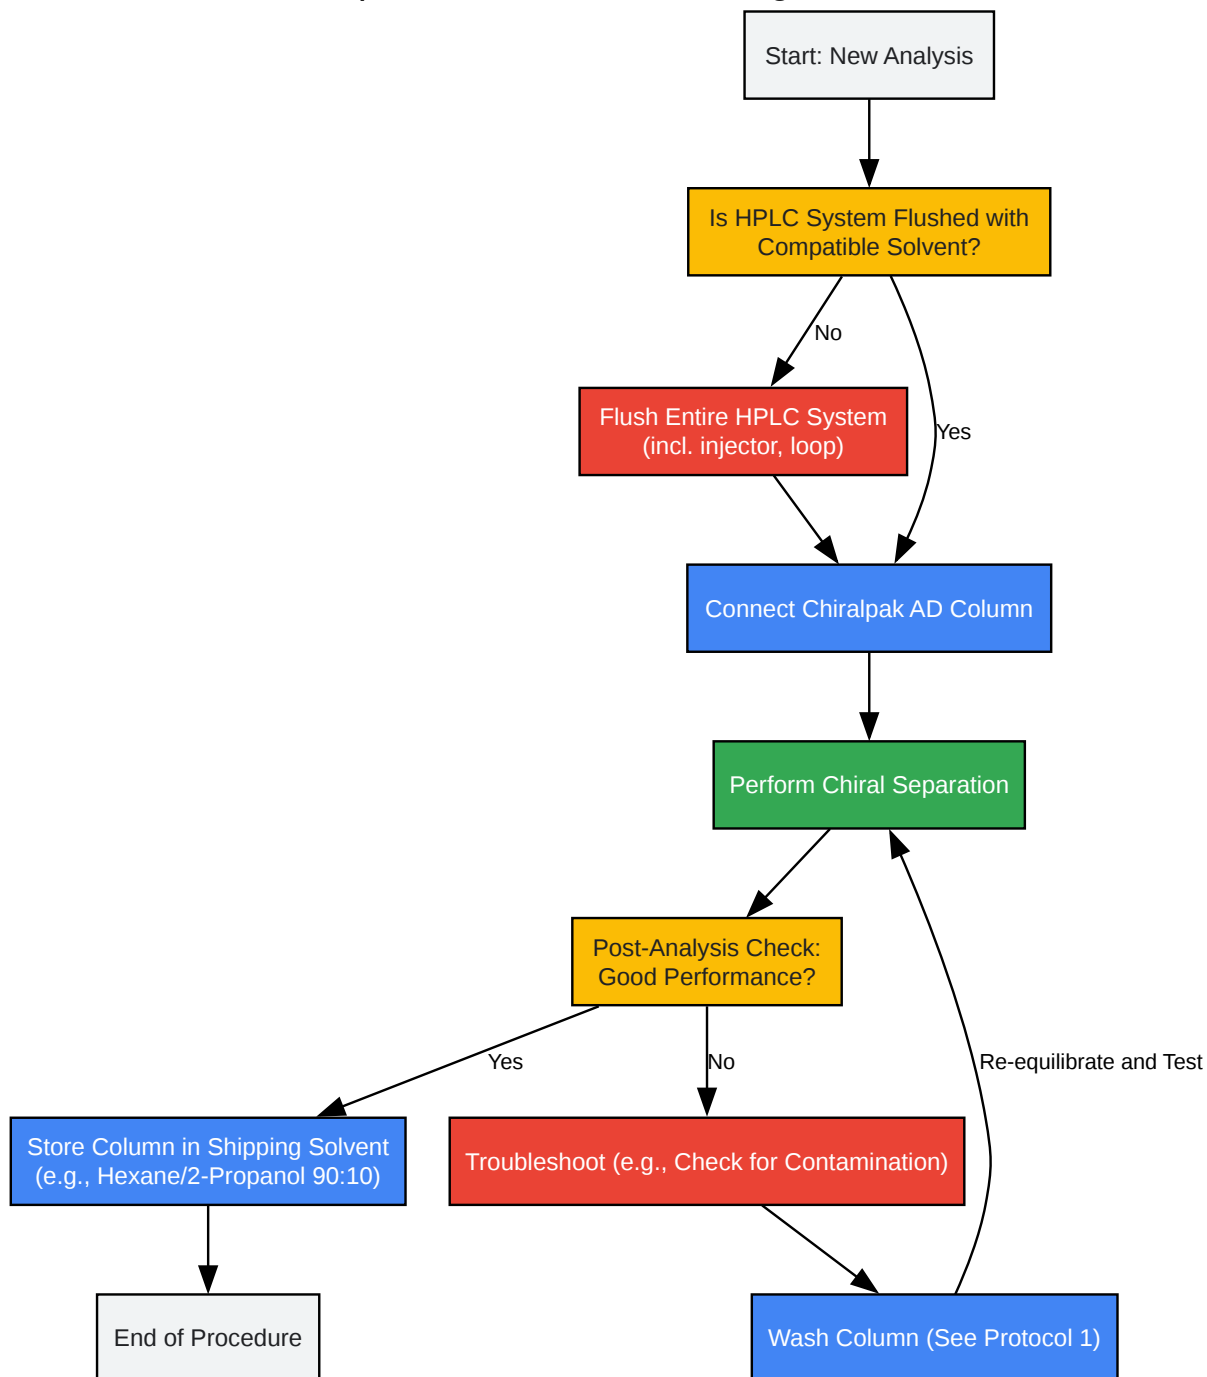 Start: New Analysis
Is HPLC System Flushed with
Compatible Solvent?
No
Yes
Flush Entire HPLC System
(incl. injector, loop)
Connect Chiralpak AD Column
Perform Chiral Separation
Post-Analysis Check:
Good Performance?
Yes
No
Re-equilibrate and Test
Store Column in Shipping Solvent
(e.g., Hexane/2-Propanol 90:10)
Troubleshoot (e.g., Check for Contamination)
End of Procedure
Wash Column (See Protocol 1)